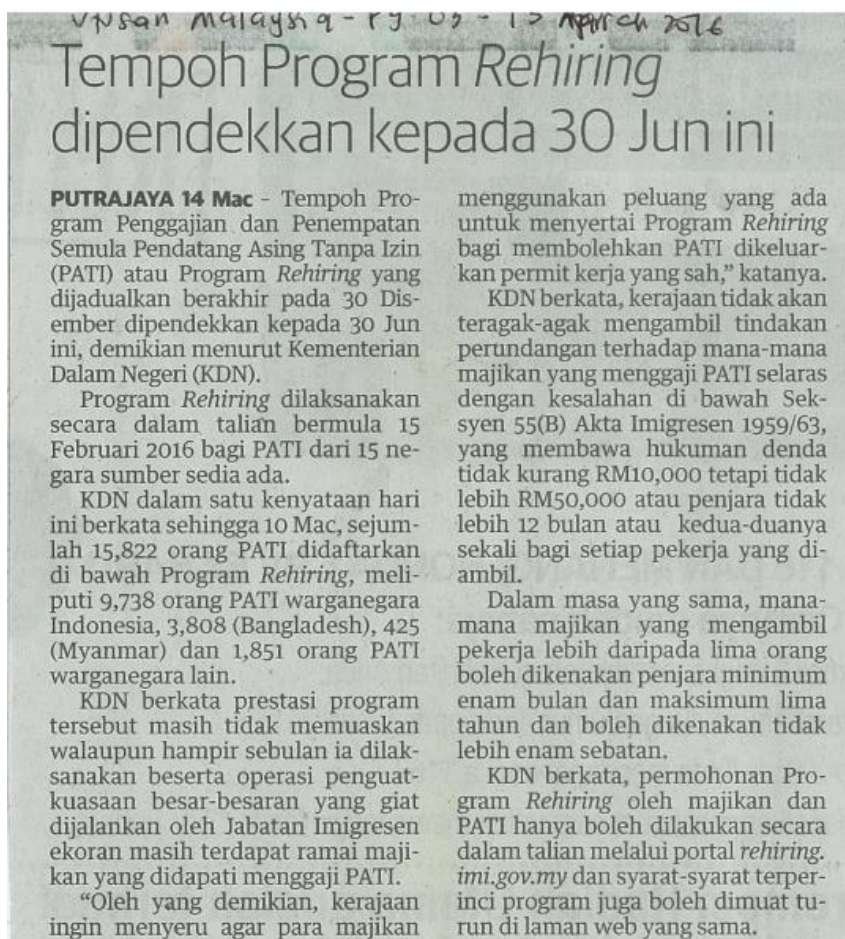 Utusan Malaysia - Pg 03 - 15 March 2016
Tempoh Program Rehiring
dipendekkan kepada 30 Jun ini
PUTRAJAYA 14 Mac - Tempoh Pro-
gram Penggajian dan Penempatan
Semula Pendatang Asing Tanpa Izin
(PATI) atau Program Rehiring yang
dijadualkan berakhir pada 30 Dis-
ember dipendekkan kepada 30 Jun
ini, demikian menurut Kementerian
Dalam Negeri (KDN).
Program Rehiring dilaksanakan
secara dalam talian bermula 15
Februari 2016 bagi PATI dari 15 ne-
gara sumber sedia ada.
KDN dalam satu kenyataan hari
ini berkata sehingga 10 Mac, sejum-
lah 15,822 orang PATI didaftarkan
di bawah Program Rehiring, meli-
puti 9,738 orang PATI warganegara
Indonesia, 3,808 (Bangladesh), 425
(Myanmar) dan 1,851 orang PATI
warganegara lain.
KDN berkata prestasi program
tersebut masih tidak memuaskan
walaupun hampir sebulan ia dilak-
sanakan beserta operasi penguat-
kuasaan besar-besaran yang giat
dijalankan oleh Jabatan Imigresen
ekoran masih terdapat ramai maji-
kan yang didapati menggaji PATI.
“Oleh yang demikian, kerajaan
ingin menyeru agar para majikan
menggunakan peluang yang ada
untuk menyertai Program Rehiring
bagi membolehkan PATI dikeluar-
kan permit kerja yang sah,” katanya.
KDN berkata, kerajaan tidak akan
teragak-agak mengambil tindakan
perundangan terhadap mana-mana
majikan yang menggaji PATI selaras
dengan kesalahan di bawah Sek-
syen 55(B) Akta Imigresen 1959/63,
yang membawa hukuman denda
tidak kurang RM10,000 tetapi tidak
lebih RM50,000 atau penjara tidak
lebih 12 bulan atau kedua-duanya
sekali bagi setiap pekerja yang di-
ambil.
Dalam masa yang sama, mana-
mana majikan yang mengambil
pekerja lebih daripada lima orang
boleh dikenakan penjara minimum
enam bulan dan maksimum lima
tahun dan boleh dikenakan tidak
lebih enam sebatan.
KDN berkata, permohonan Pro-
gram Rehiring oleh majikan dan
PATI hanya boleh dilakukan secara
dalam talian melalui portal rehiring.
imi.gov.my dan syarat-syarat terper-
inci program juga boleh dimuat tu-
run di laman web yang sama.